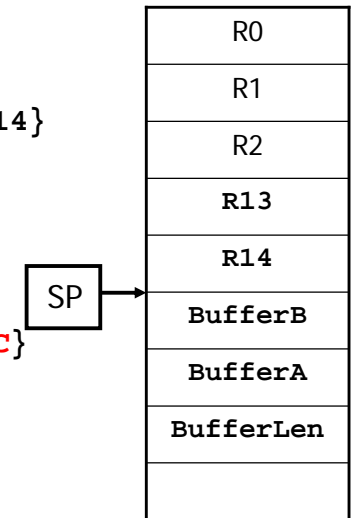 R0
R1
14}
R2
R13
R14
SP
BufferB
C}
BufferA
BufferLen